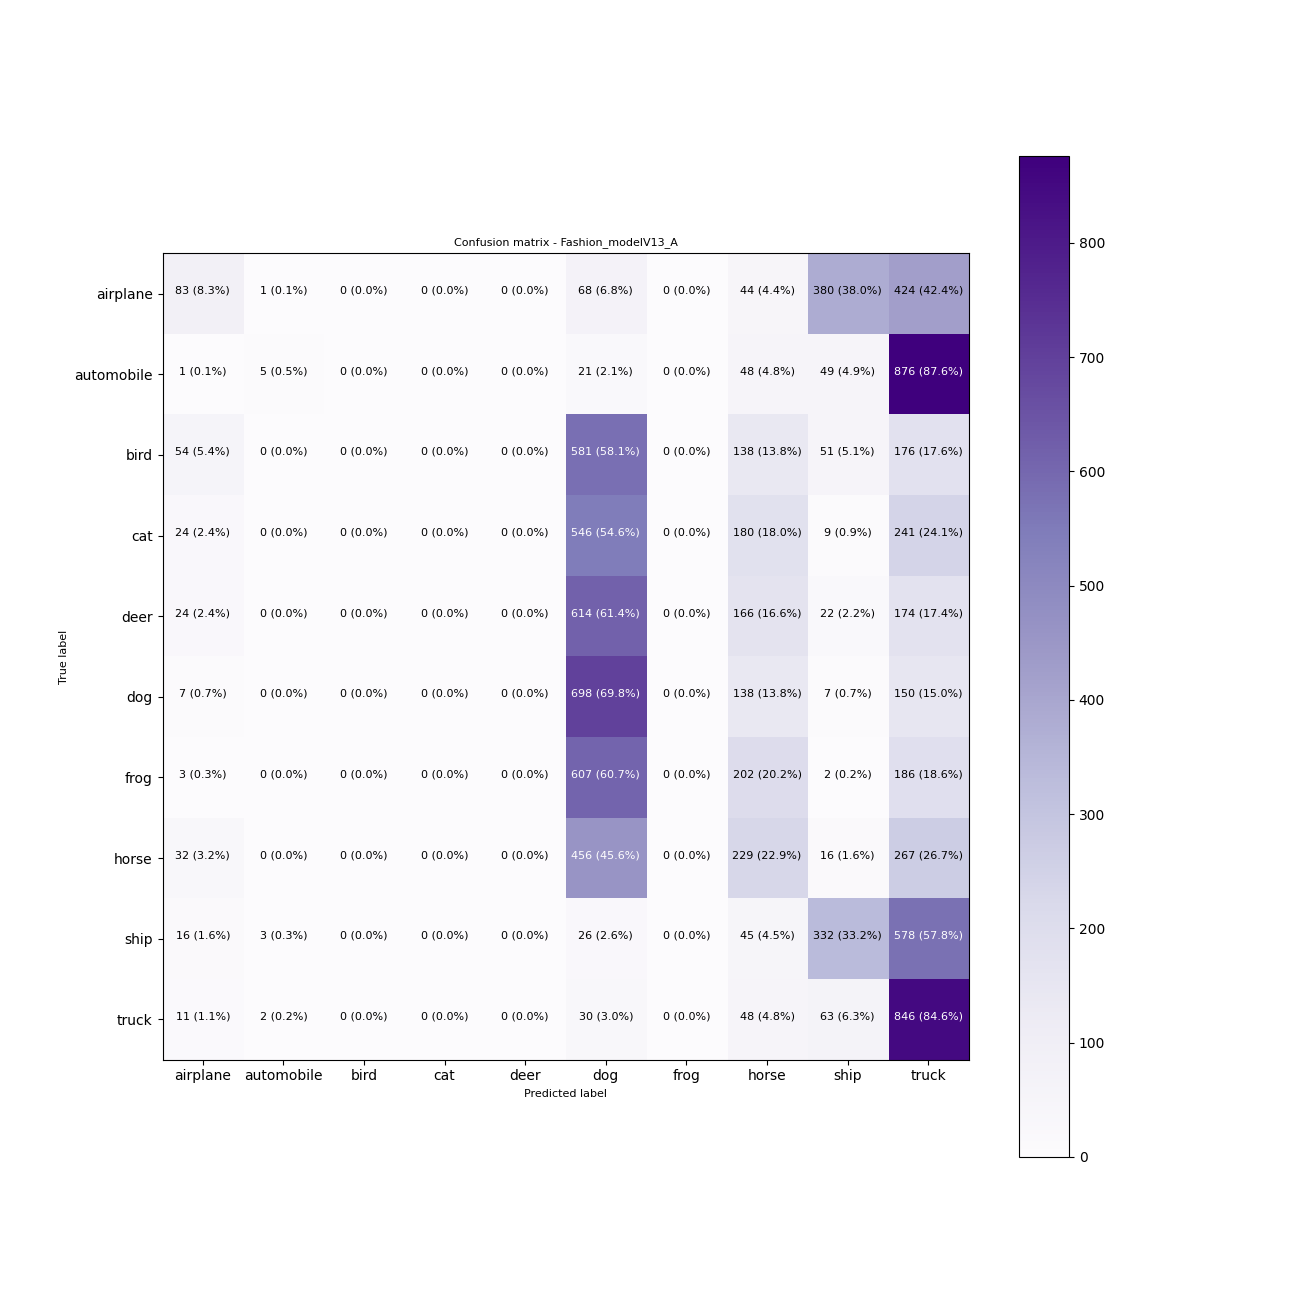 Confusion matrix - Fashion_modelV13_A
airplane 83 (8.3%) 1 (0.1%) 0 (0.0%) 0 (0.0%) 0 (0.0%) 68 (6.8%) 0 (0.0%) 44 (4.4%) 380 (38.0%) 424 (42.4%)
automobile 1 (0.1%) 5 (0.5%) 0 (0.0%) 0 (0.0%) 0 (0.0%) 21 (2.1%) 0 (0.0%) 48 (4.8%) 49 (4.9%) 876 (87.6%)
bird 54 (5.4%) 0 (0.0%) 0 (0.0%) 0 (0.0%) 0 (0.0%) 581 (58.1%) 0 (0.0%) 138 (13.8%) 51 (5.1%) 176 (17.6%)
cat 24 (2.4%) 0 (0.0%) 0 (0.0%) 0 (0.0%) 0 (0.0%) 546 (54.6%) 0 (0.0%) 180 (18.0%) 9 (0.9%) 241 (24.1%)
deer 24 (2.4%) 0 (0.0%) 0 (0.0%) 0 (0.0%) 0 (0.0%) 614 (61.4%) 0 (0.0%) 166 (16.6%) 22 (2.2%) 174 (17.4%)
dog 7 (0.7%) 0 (0.0%) 0 (0.0%) 0 (0.0%) 0 (0.0%) 698 (69.8%) 0 (0.0%) 138 (13.8%) 7 (0.7%) 150 (15.0%)
frog 3 (0.3%) 0 (0.0%) 0 (0.0%) 0 (0.0%) 0 (0.0%) 607 (60.7%) 0 (0.0%) 202 (20.2%) 2 (0.2%) 186 (18.6%)
horse 32 (3.2%) 0 (0.0%) 0 (0.0%) 0 (0.0%) 0 (0.0%) 456 (45.6%) 0 (0.0%) 229 (22.9%) 16 (1.6%) 267 (26.7%)
ship 16 (1.6%) 3 (0.3%) 0 (0.0%) 0 (0.0%) 0 (0.0%) 26 (2.6%) 0 (0.0%) 45 (4.5%) 332 (33.2%) 578 (57.8%)
truck 11 (1.1%) 2 (0.2%) 0 (0.0%) 0 (0.0%) 0 (0.0%) 30 (3.0%) 0 (0.0%) 48 (4.8%) 63 (6.3%) 846 (84.6%)
airplane automobile bird cat deer dog frog horse ship truck
Predicted label
True label
800
700
600
500
400
300
200
100
0